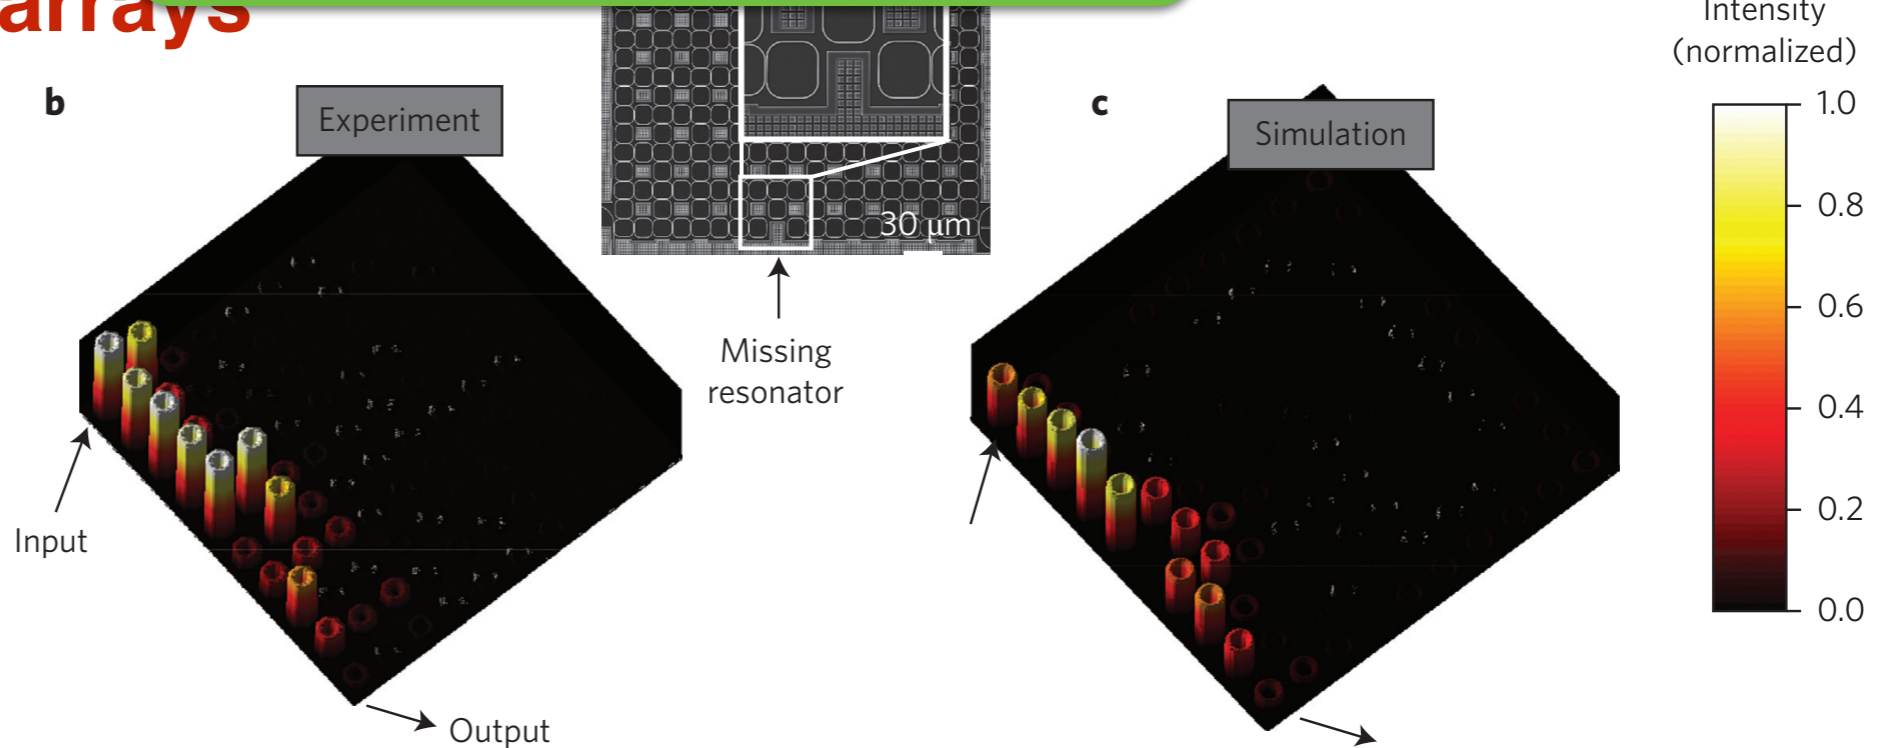 arrays
Intensity
(normalized)
b
Experiment
c
Simulation
1.0
0.8
0.6
0.4
0.2
0.0
30 μm
Missing
resonator
Input
Output